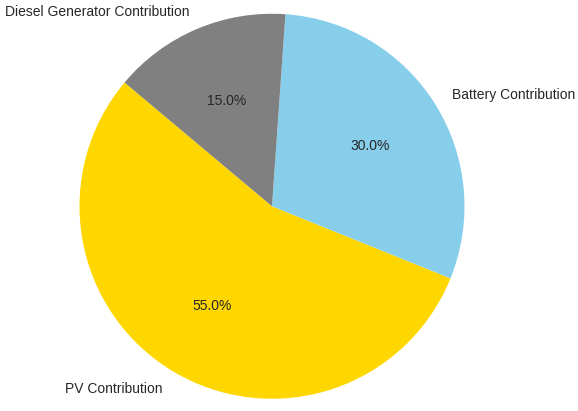 Diesel Generator Contribution
Battery Contribution
15.0%
30.0%
55.0%
PV Contribution